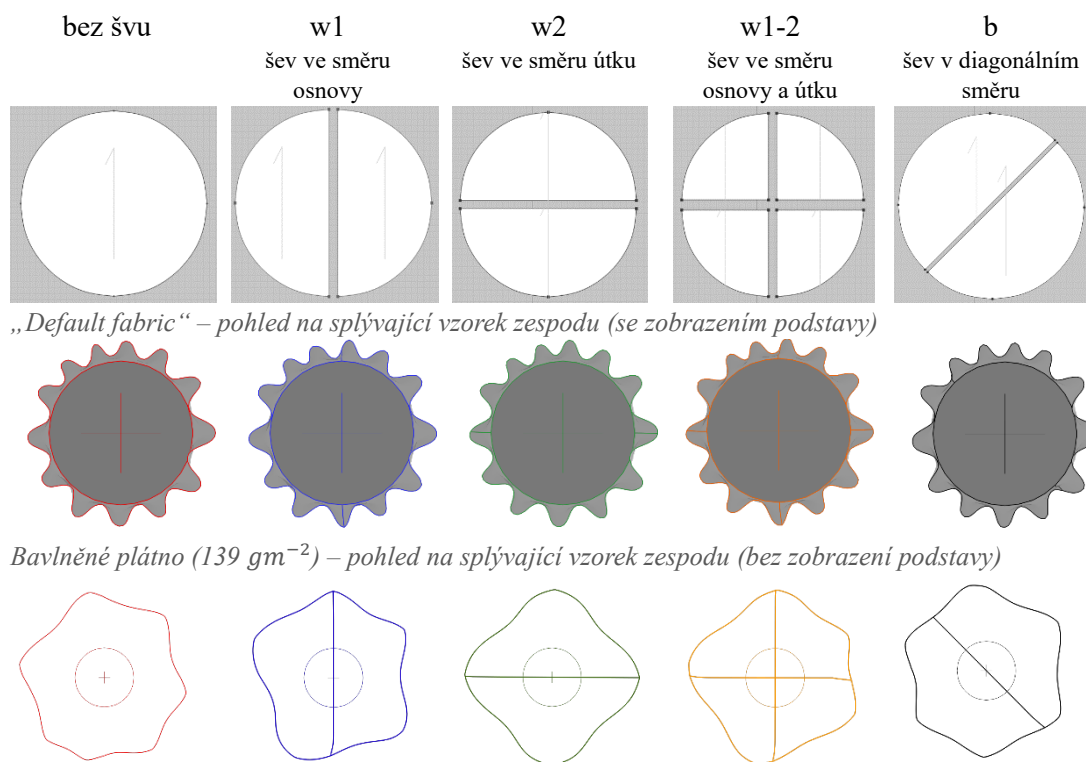 bez švu
w1
w2
w1-2
b
šev ve směru
osnovy
šev ve směru útku
šev ve směru
osnovy a útku
šev v diagonálním
směru
„Default fabric“ – pohled na splývající vzorek zespodu (se zobrazením podstavy)
Bavlněné plátno (139 gm⁻²) – pohled na splývající vzorek zespodu (bez zobrazení podstavy)